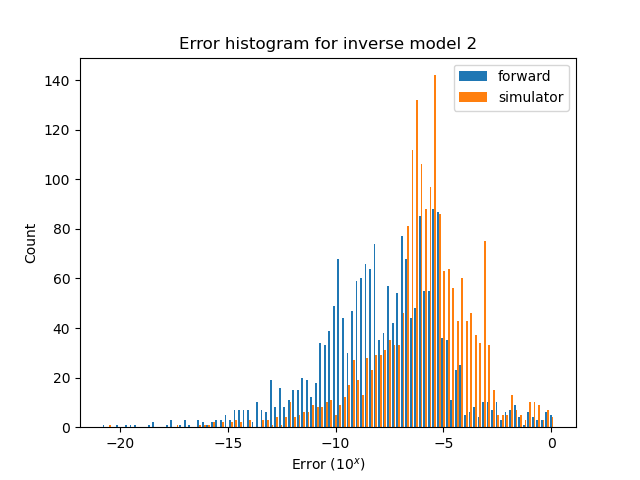 Error histogram for inverse model 2
forward
simulator
140
120
100
80
60
40
20
0
Count
−20 −15 −10 −5 0
Error (10^x)